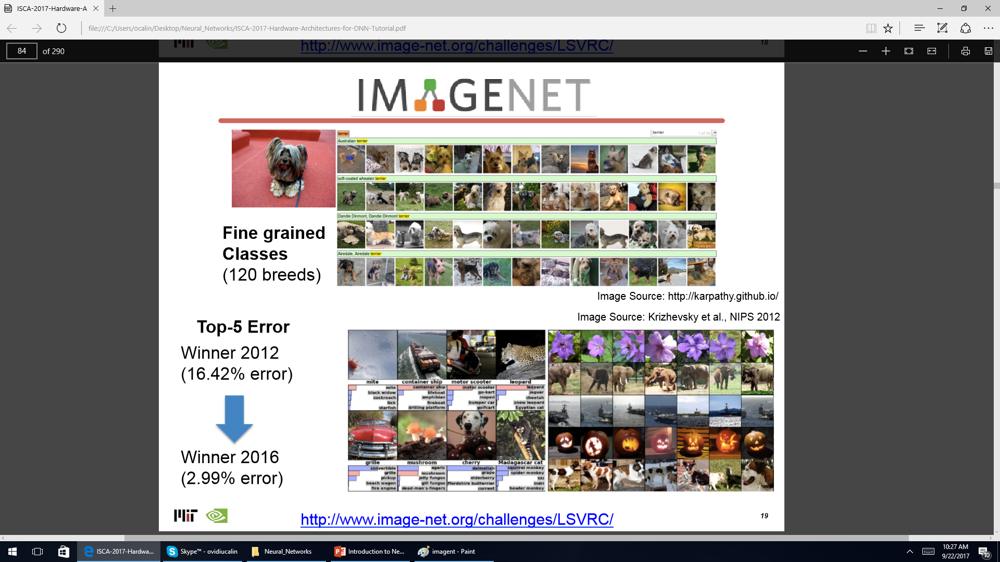 ISCA-2017-Hardware-A
file:///C:/Users/ocalin/Desktop/Neural_Networks/ISCA-2017-Hardware-Architectures-for-DNN-Tutorial.pdf
84 of 290
http://www.image-net.org/challenges/LSVRC/
18
IMAGENET
terrier
terrier 1 of 36
Australian terrier
soft-coated wheaten terrier
Dandie Dinmont, Dandie Dinmont terrier
Airedale, Airedale terrier
Fine grained
Classes
(120 breeds)
Image Source: http://karpathy.github.io/
Image Source: Krizhevsky et al., NIPS 2012
Top-5 Error
Winner 2012
(16.42% error)
Winner 2016
(2.99% error)
mite container ship motor scooter leopard
mite container ship motor scooter leopard
black widow lifeboat go-kart jaguar
cockroach amphibian moped cheetah
tick fireboat bumper car snow leopard
starfish drilling platform golfcart Egyptian cat
grille mushroom cherry Madagascar cat
convertible agaric dalmatian squirrel monkey
grille mushroom grape spider monkey
pickup jelly fungus elderberry titi
beach wagon gill fungus ffordshire bullterrier indri
fire engine dead-man's-fingers currant howler monkey
MIT
http://www.image-net.org/challenges/LSVRC/
19
ISCA-2017-Hardwa...
Skype™ - ovidiucalin
Neural_Networks
Introduction to Ne...
imagent - Paint
10:27 AM
9/22/2017
10